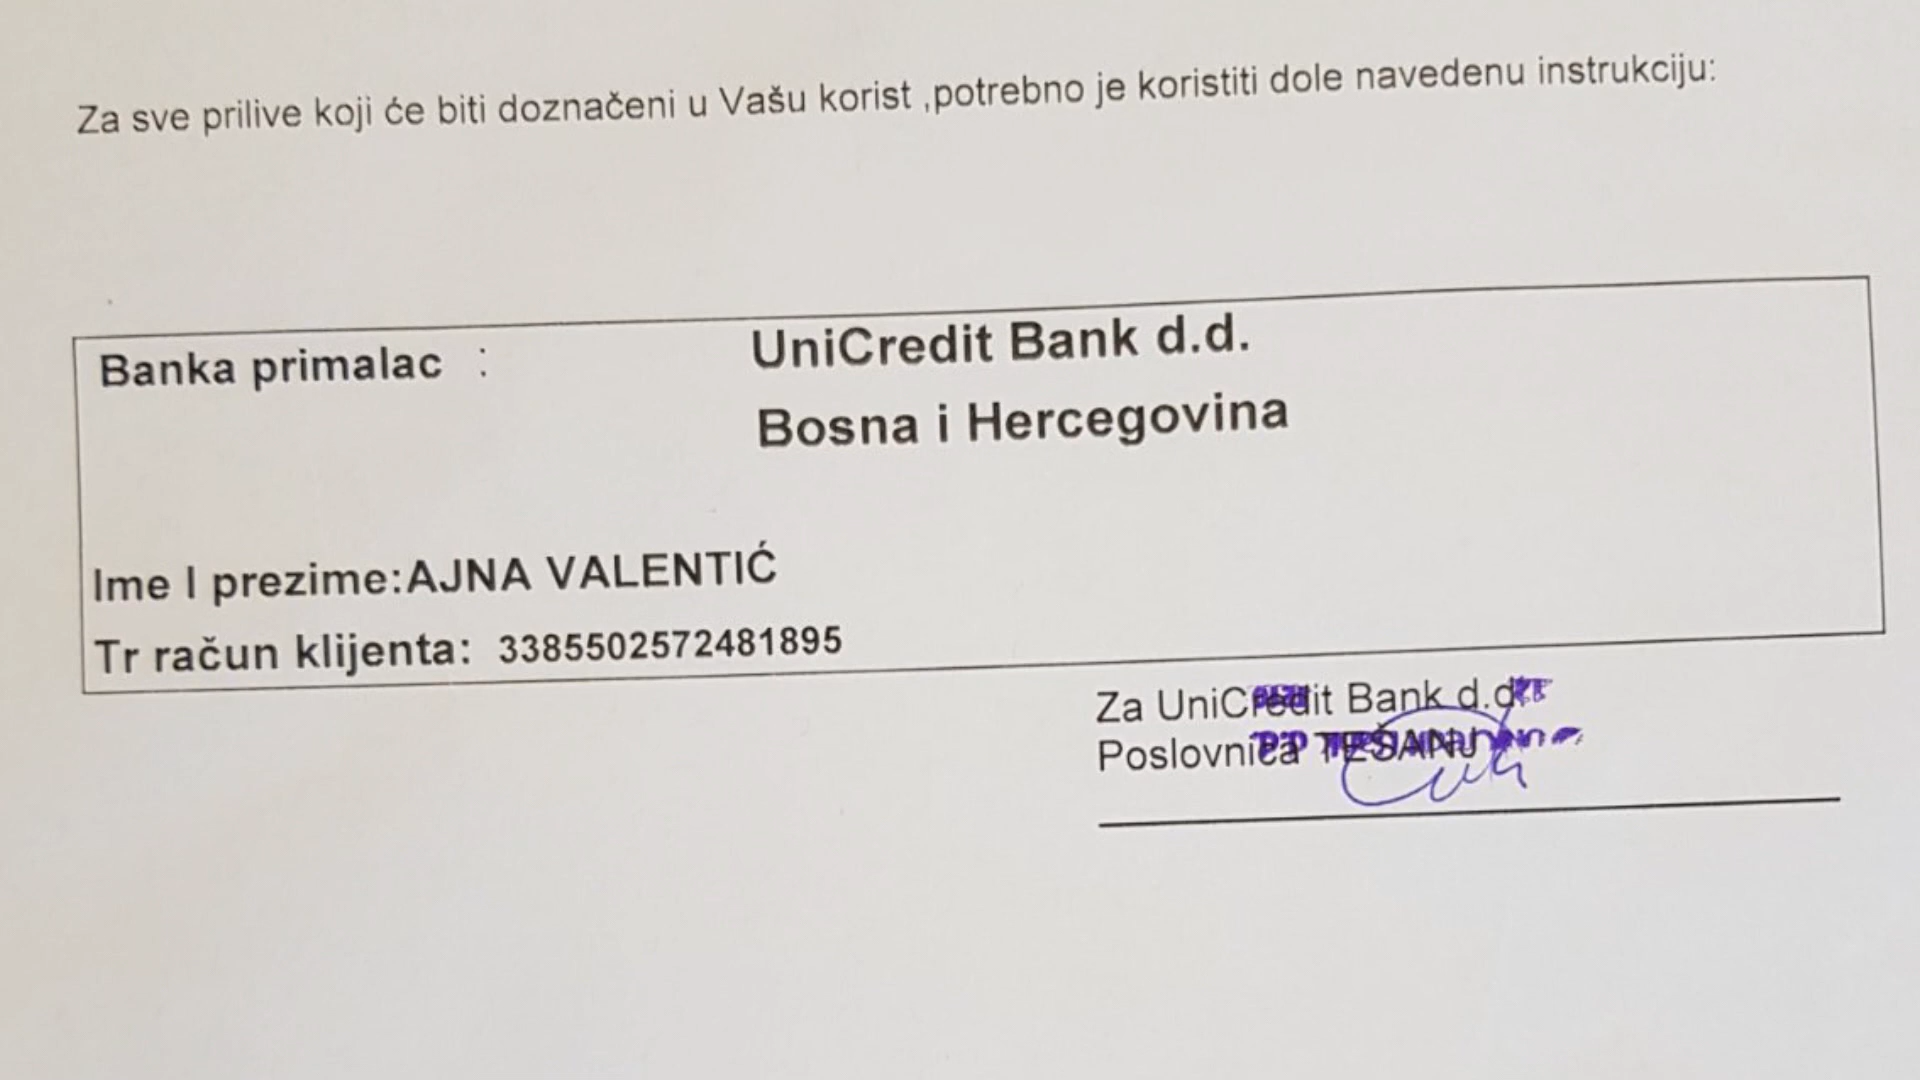 Za sve prilive koji će biti doznačeni u Vašu korist ,potrebno je koristiti dole navedenu instrukciju:
Banka primalac : UniCredit Bank d.d.
Bosna i Hercegovina
Ime I prezime:AJNA VALENTIĆ
Tr račun klijenta: 3385502572481895
Za UniCredit Bank d.d.
Poslovnica TEŠANJ